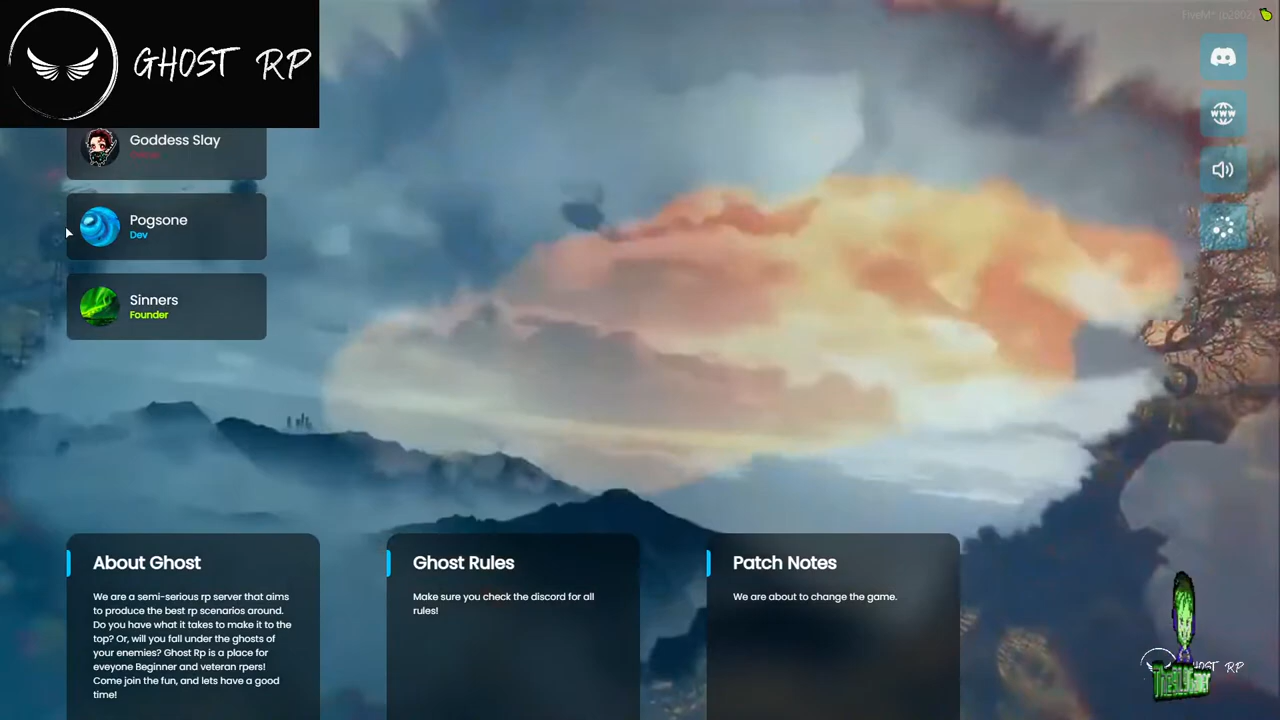 GHOST RP
FiveM* (b2802)
WWW
Goddess Slay
Pogsone
Dev
Sinners
Founder
About Ghost
We are a semi-serious rp server that aims
to produce the best rp scenarios around.
Do you have what it takes to make it to the
top? Or, will you fall under the ghosts of
your enemies? Ghost Rp is a place for
eveyone Beginner and veteran rpers!
Come join the fun, and lets have a good
time!
Ghost Rules
Make sure you check the discord for all
rules!
Patch Notes
We are about to change the game.